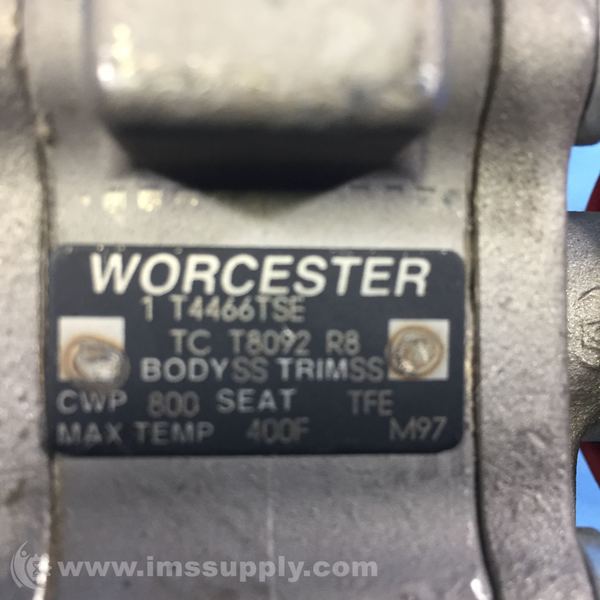 WORCESTER
1 T4466TSE
TC T8092 R8
BODY SS TRIM SS
CWP 800 SEAT TFE
MAX TEMP 400F M97
www.imssupply.com